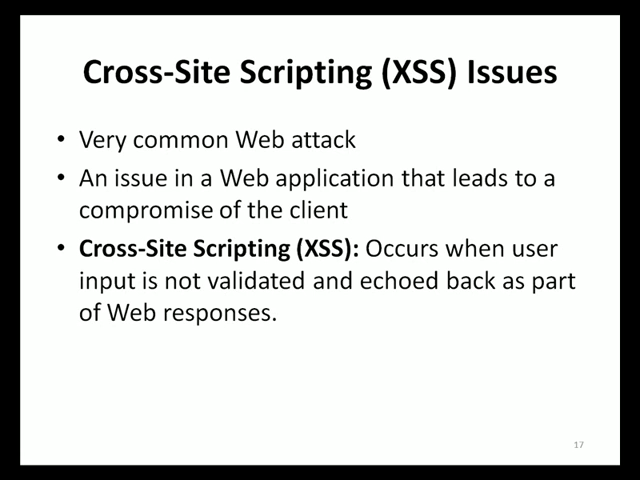 Cross-Site Scripting (XSS) Issues
• Very common Web attack
• An issue in a Web application that leads to a
compromise of the client
• Cross-Site Scripting (XSS): Occurs when user
input is not validated and echoed back as part
of Web responses.
17